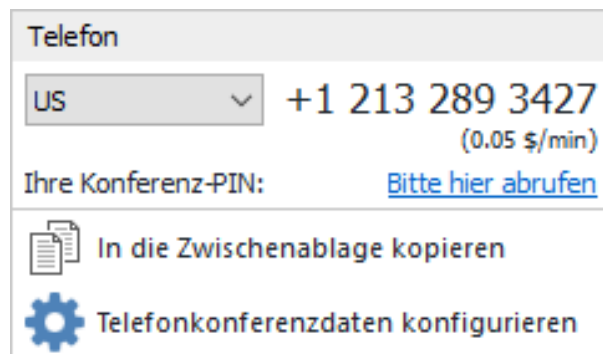 Telefon
US +1 213 289 3427
(0.05 $/min)
Ihre Konferenz-PIN: Bitte hier abrufen
In die Zwischenablage kopieren
Telefonkonferenzdaten konfigurieren